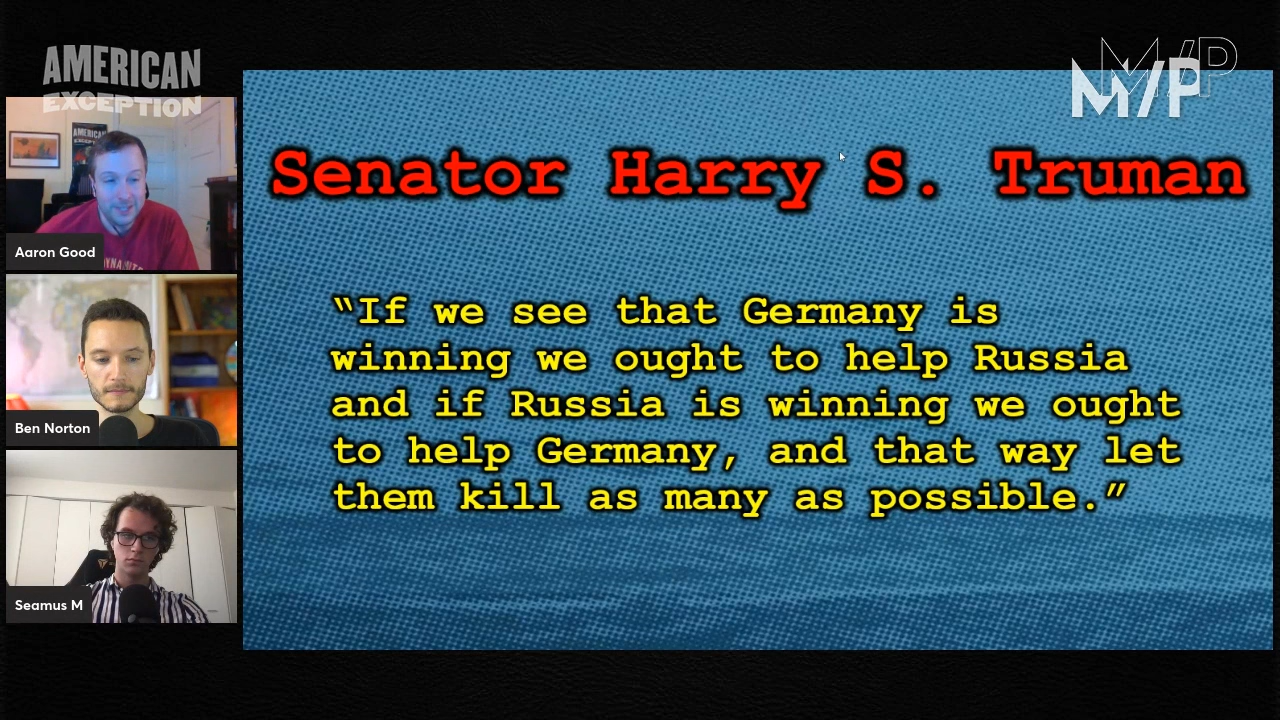 AMERICAN
EXCEPTION
M/P
M/P
Senator Harry S. Truman
“If we see that Germany is
winning we ought to help Russia
and if Russia is winning we ought
to help Germany, and that way let
them kill as many as possible.”
Aaron Good
Ben Norton
Seamus M